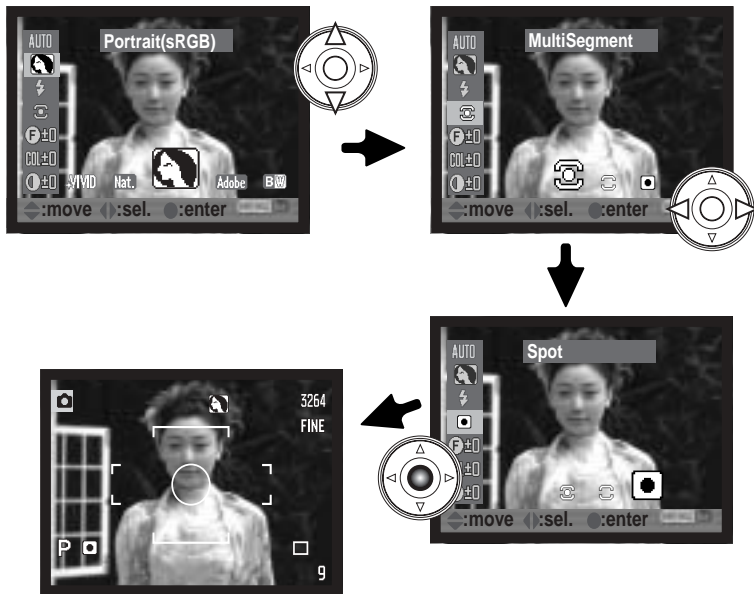 AUTO
Portrait(sRGB)
F±0
COL±0
±0
VIVID Nat. Adobe BW
:move :sel. :enter
AUTO
MultiSegment
F±0
COL±0
±0
:move :sel. :enter
AUTO
Spot
F±0
±0
±0
:move :sel. :enter
3264
FINE
P
9